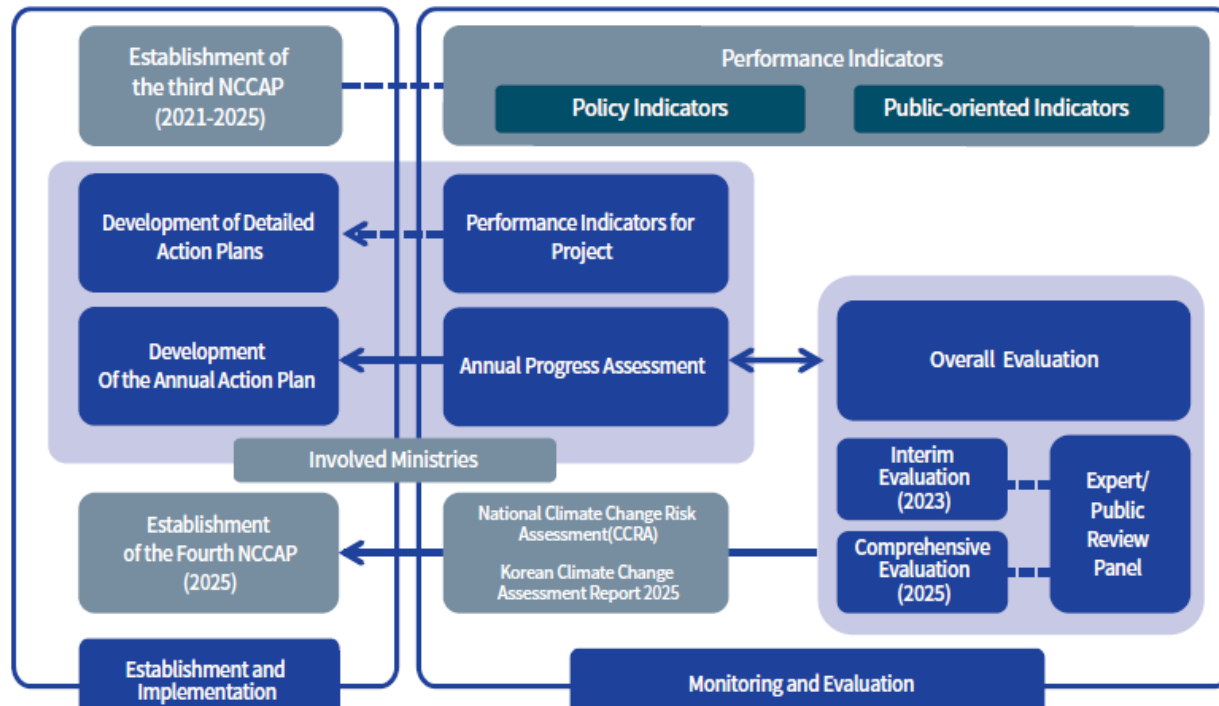 Establishment of
the third NCCAP
(2021-2025)
Performance Indicators
Policy Indicators
Public-oriented Indicators
Development of Detailed
Action Plans
Performance Indicators for
Project
Development
Of the Annual Action Plan
Annual Progress Assessment
Overall Evaluation
Involved Ministries
Interim
Evaluation
(2023)
Comprehensive
Evaluation
(2025)
Expert/
Public
Review
Panel
Establishment
of the Fourth NCCAP
(2025)
National Climate Change Risk
Assessment(CCRA)
Korean Climate Change
Assessment Report 2025
Establishment and
Implementation
Monitoring and Evaluation